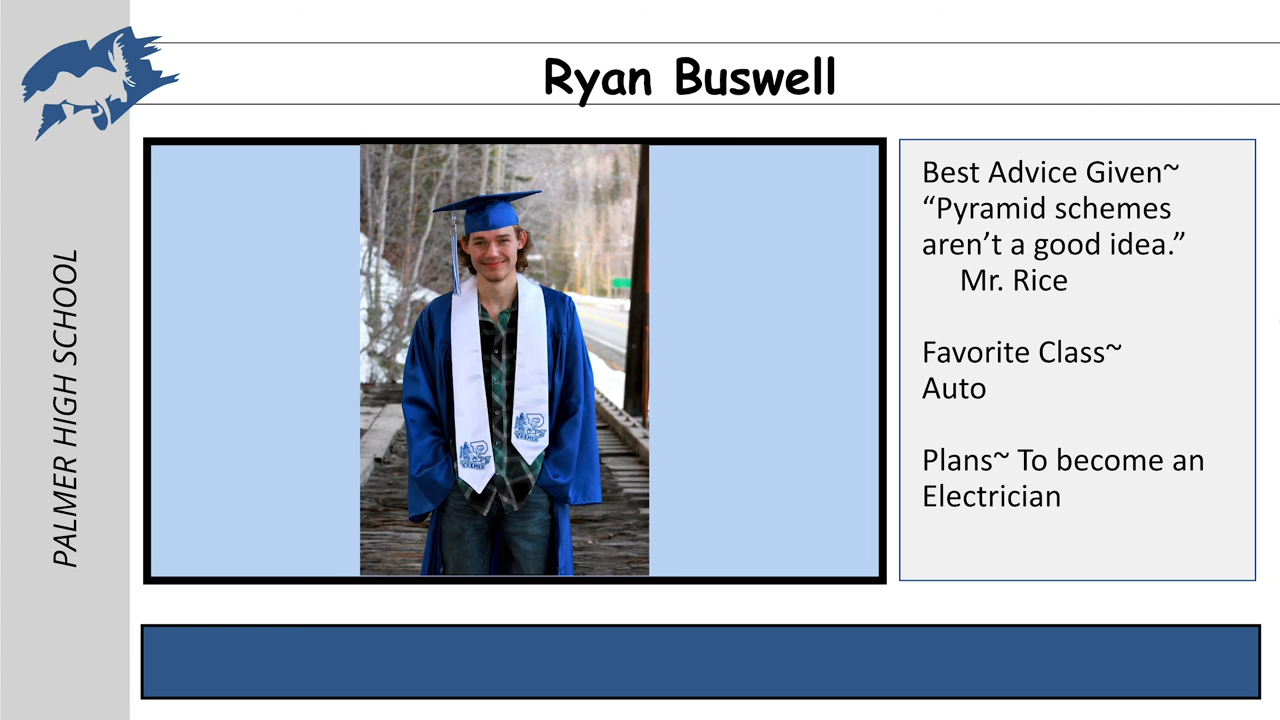 Ryan Buswell
PALMER HIGH SCHOOL
Best Advice Given~
“Pyramid schemes
aren’t a good idea.”
Mr. Rice
Favorite Class~
Auto
Plans~ To become an
Electrician